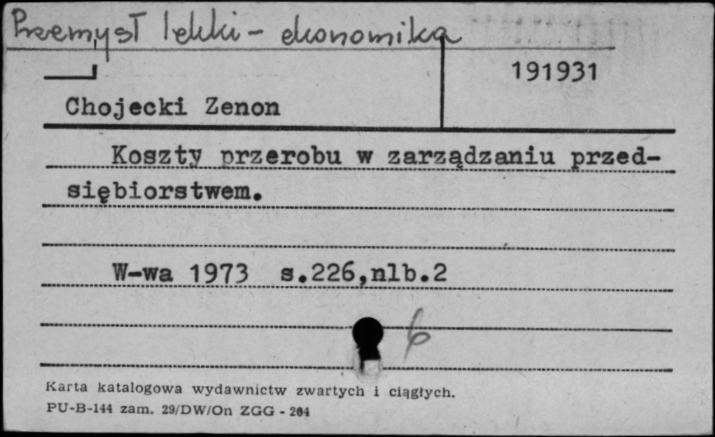 Przemysł lekki - ekonomika
191931
Chojecki Zenon
Koszty przerobu w zarządzaniu przed-
siębiorstwem.
W-wa 1973 s.226,nlb.2
6
Karta katalogowa wydawnictw zwartych i ciągłych.
PU-B-144 zam. 29/DW/On ZGG - 264